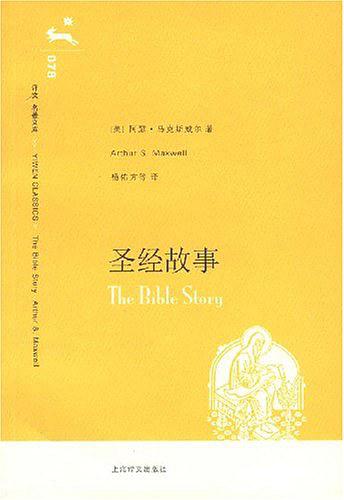 078
译文名著文库 YIWEN CLASSICS The Bible Story Arthur S. Maxwell
[美] 阿瑟·马克斯威尔 著
Arthur S. Maxwell
杨佑方等 译
圣经故事
The Bible Story
上海译文出版社